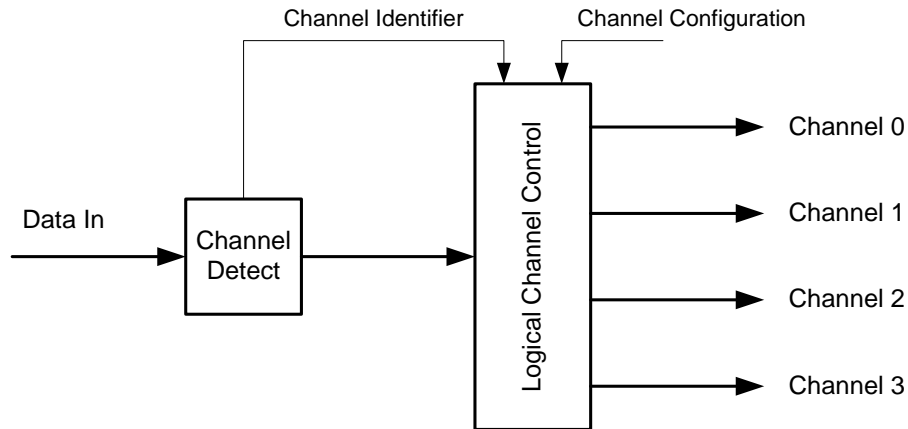 Channel Identifier
Channel Configuration
Data In
Channel
Detect
Logical Channel Control
Channel 0
Channel 1
Channel 2
Channel 3